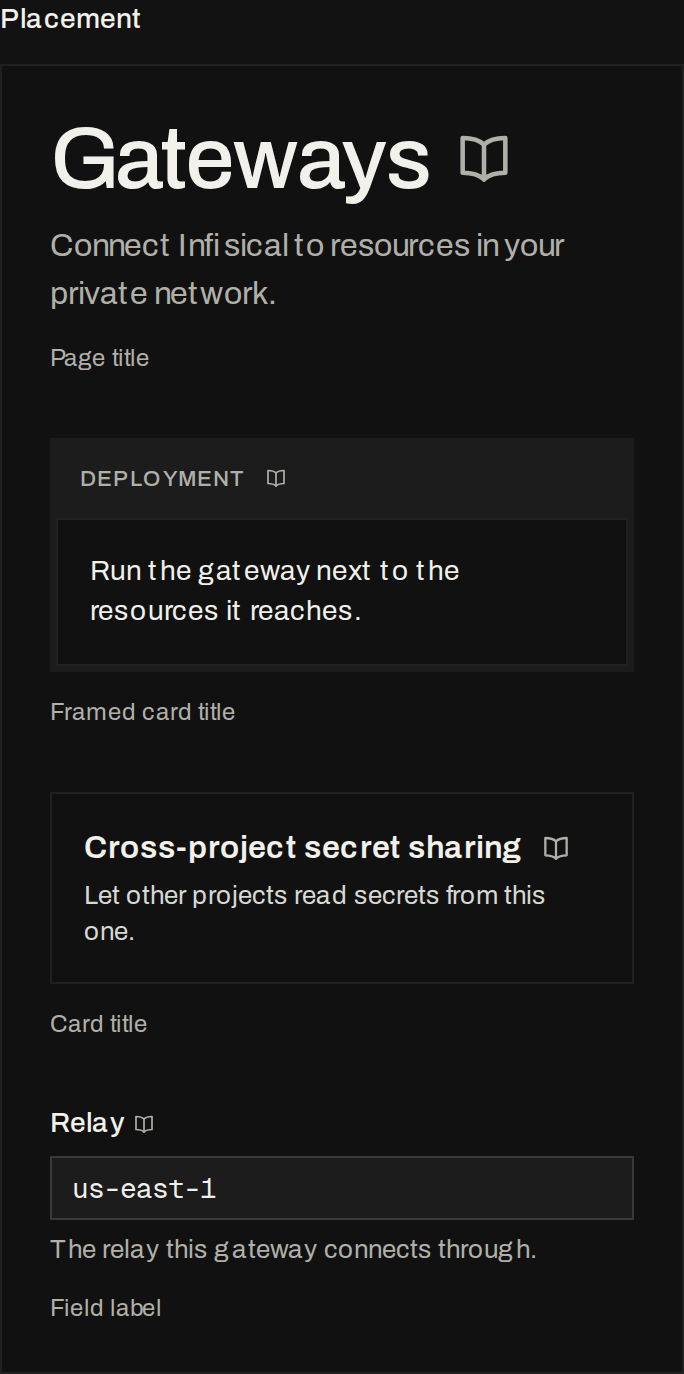 Placement
Gateways
Connect Infisical to resources in your
private network.
Page title
DEPLOYMENT
Run the gateway next to the
resources it reaches.
Framed card title
Cross-project secret sharing
Let other projects read secrets from this
one.
Card title
Relay
us-east-1
The relay this gateway connects through.
Field label